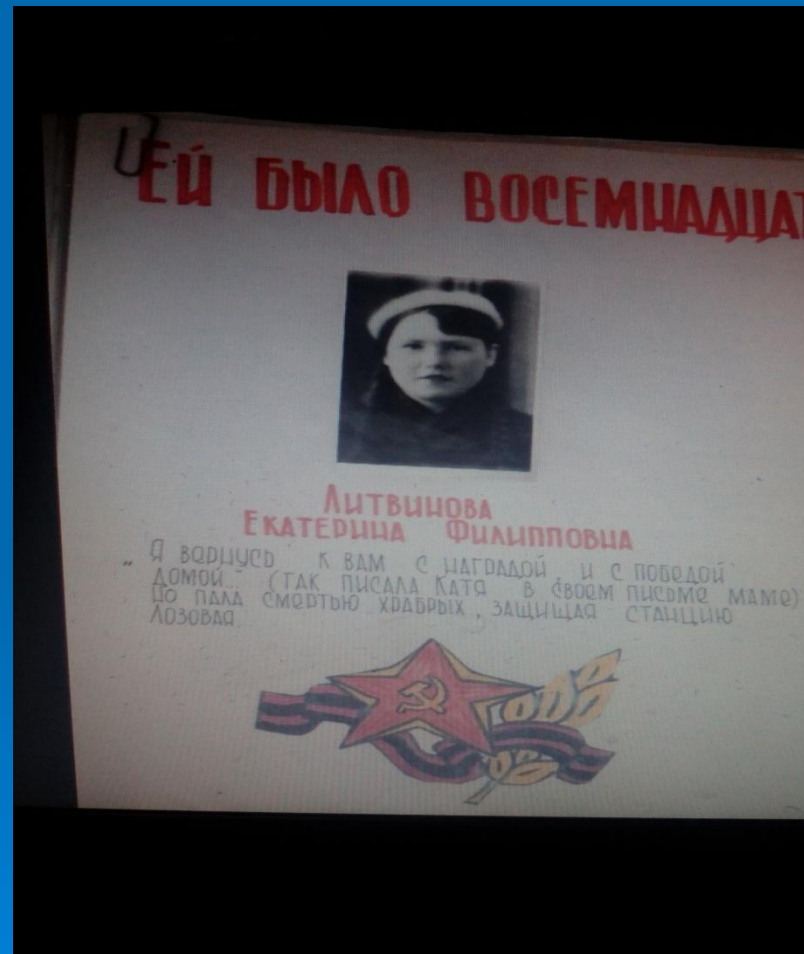 ЕЙ БЫЛО ВОСЕМНАДЦАТ
ЛИТВИНОВА
ЕКАТЕРИНА ФИЛИППОВНА
„Я ВЕРНУСЬ К ВАМ С НАГРАДОЙ И С ПОБЕДОЙ
ДОМОЙ..." (ТАК ПИСАЛА КАТЯ В СВОЕМ ПИСЬМЕ МАМЕ)
НО ПАЛА СМЕРТЬЮ ХРАБРЫХ, ЗАЩИЩАЯ СТАНЦИЮ
ЛОЗОВАЯ